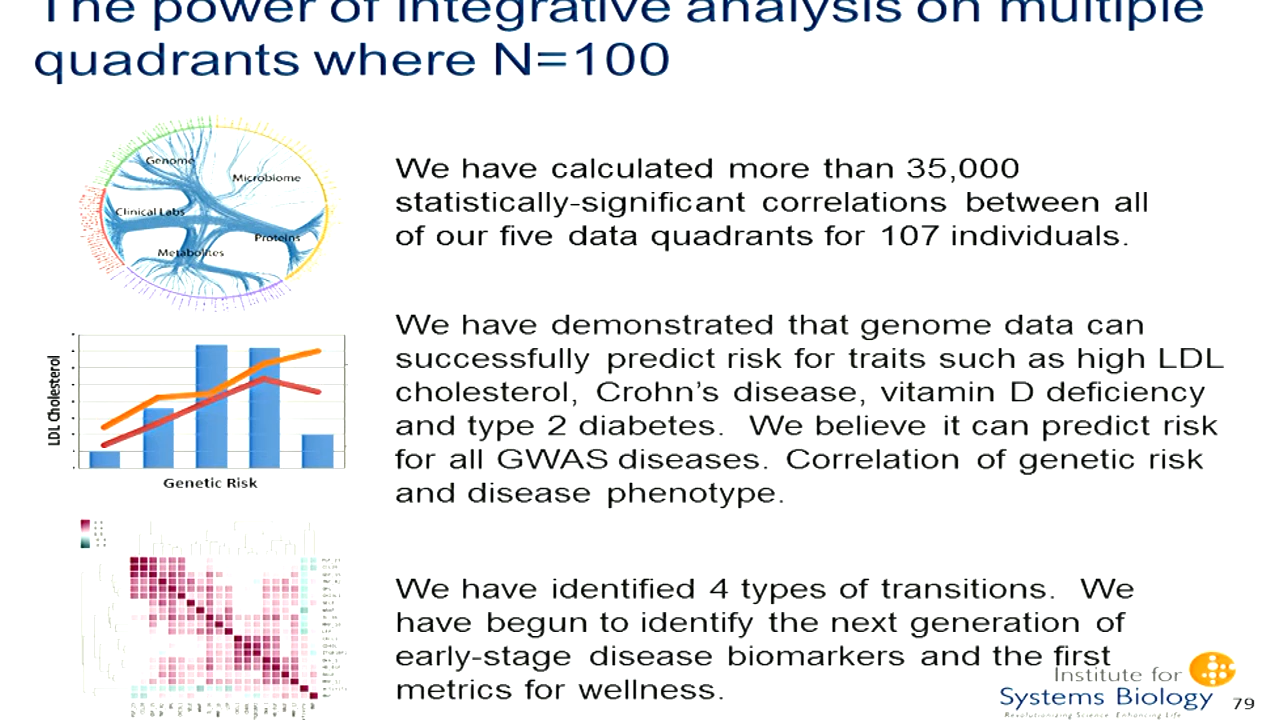 The power of integrative analysis on multiple
quadrants where N=100
Genome
Microbiome
Clinical Labs
Proteins
Metabolites
We have calculated more than 35,000
statistically-significant correlations between all
of our five data quadrants for 107 individuals.
LDL Cholesterol
Genetic Risk
We have demonstrated that genome data can
successfully predict risk for traits such as high LDL
cholesterol, Crohn's disease, vitamin D deficiency
and type 2 diabetes. We believe it can predict risk
for all GWAS diseases. Correlation of genetic risk
and disease phenotype.
We have identified 4 types of transitions. We
have begun to identify the next generation of
early-stage disease biomarkers and the first
metrics for wellness.
Institute for
Systems Biology
Revolutionizing Science. Enhancing Life.
79